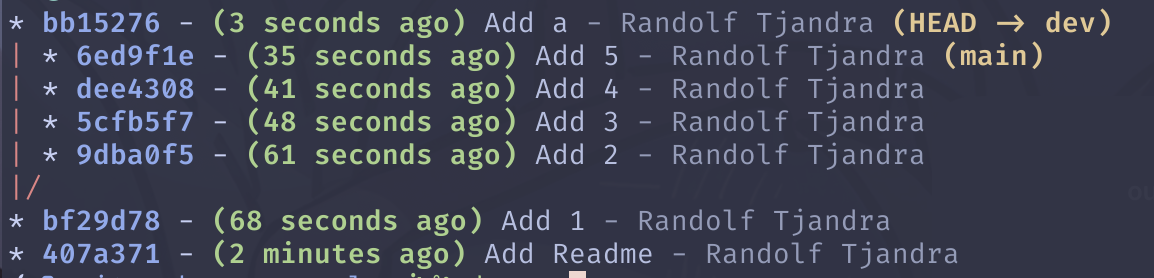 * bb15276 - (3 seconds ago) Add a - Randolf Tjandra (HEAD -> dev)
| * 6ed9f1e - (35 seconds ago) Add 5 - Randolf Tjandra (main)
| * dee4308 - (41 seconds ago) Add 4 - Randolf Tjandra
| * 5cfb5f7 - (48 seconds ago) Add 3 - Randolf Tjandra
| * 9dba0f5 - (61 seconds ago) Add 2 - Randolf Tjandra
|/
* bf29d78 - (68 seconds ago) Add 1 - Randolf Tjandra
* 407a371 - (2 minutes ago) Add Readme - Randolf Tjandra